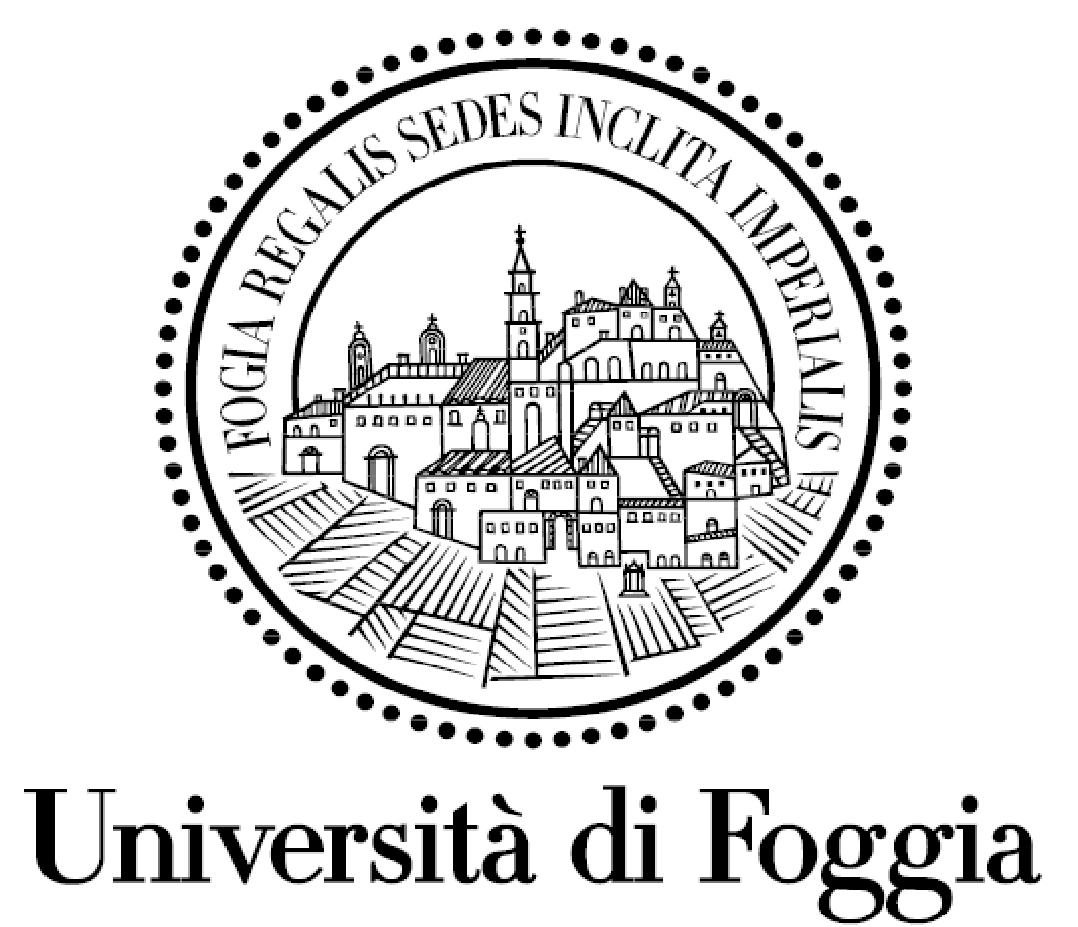 FOGIA REGALIS SEDES INCLITA IMPERIALIS
Università di Foggia